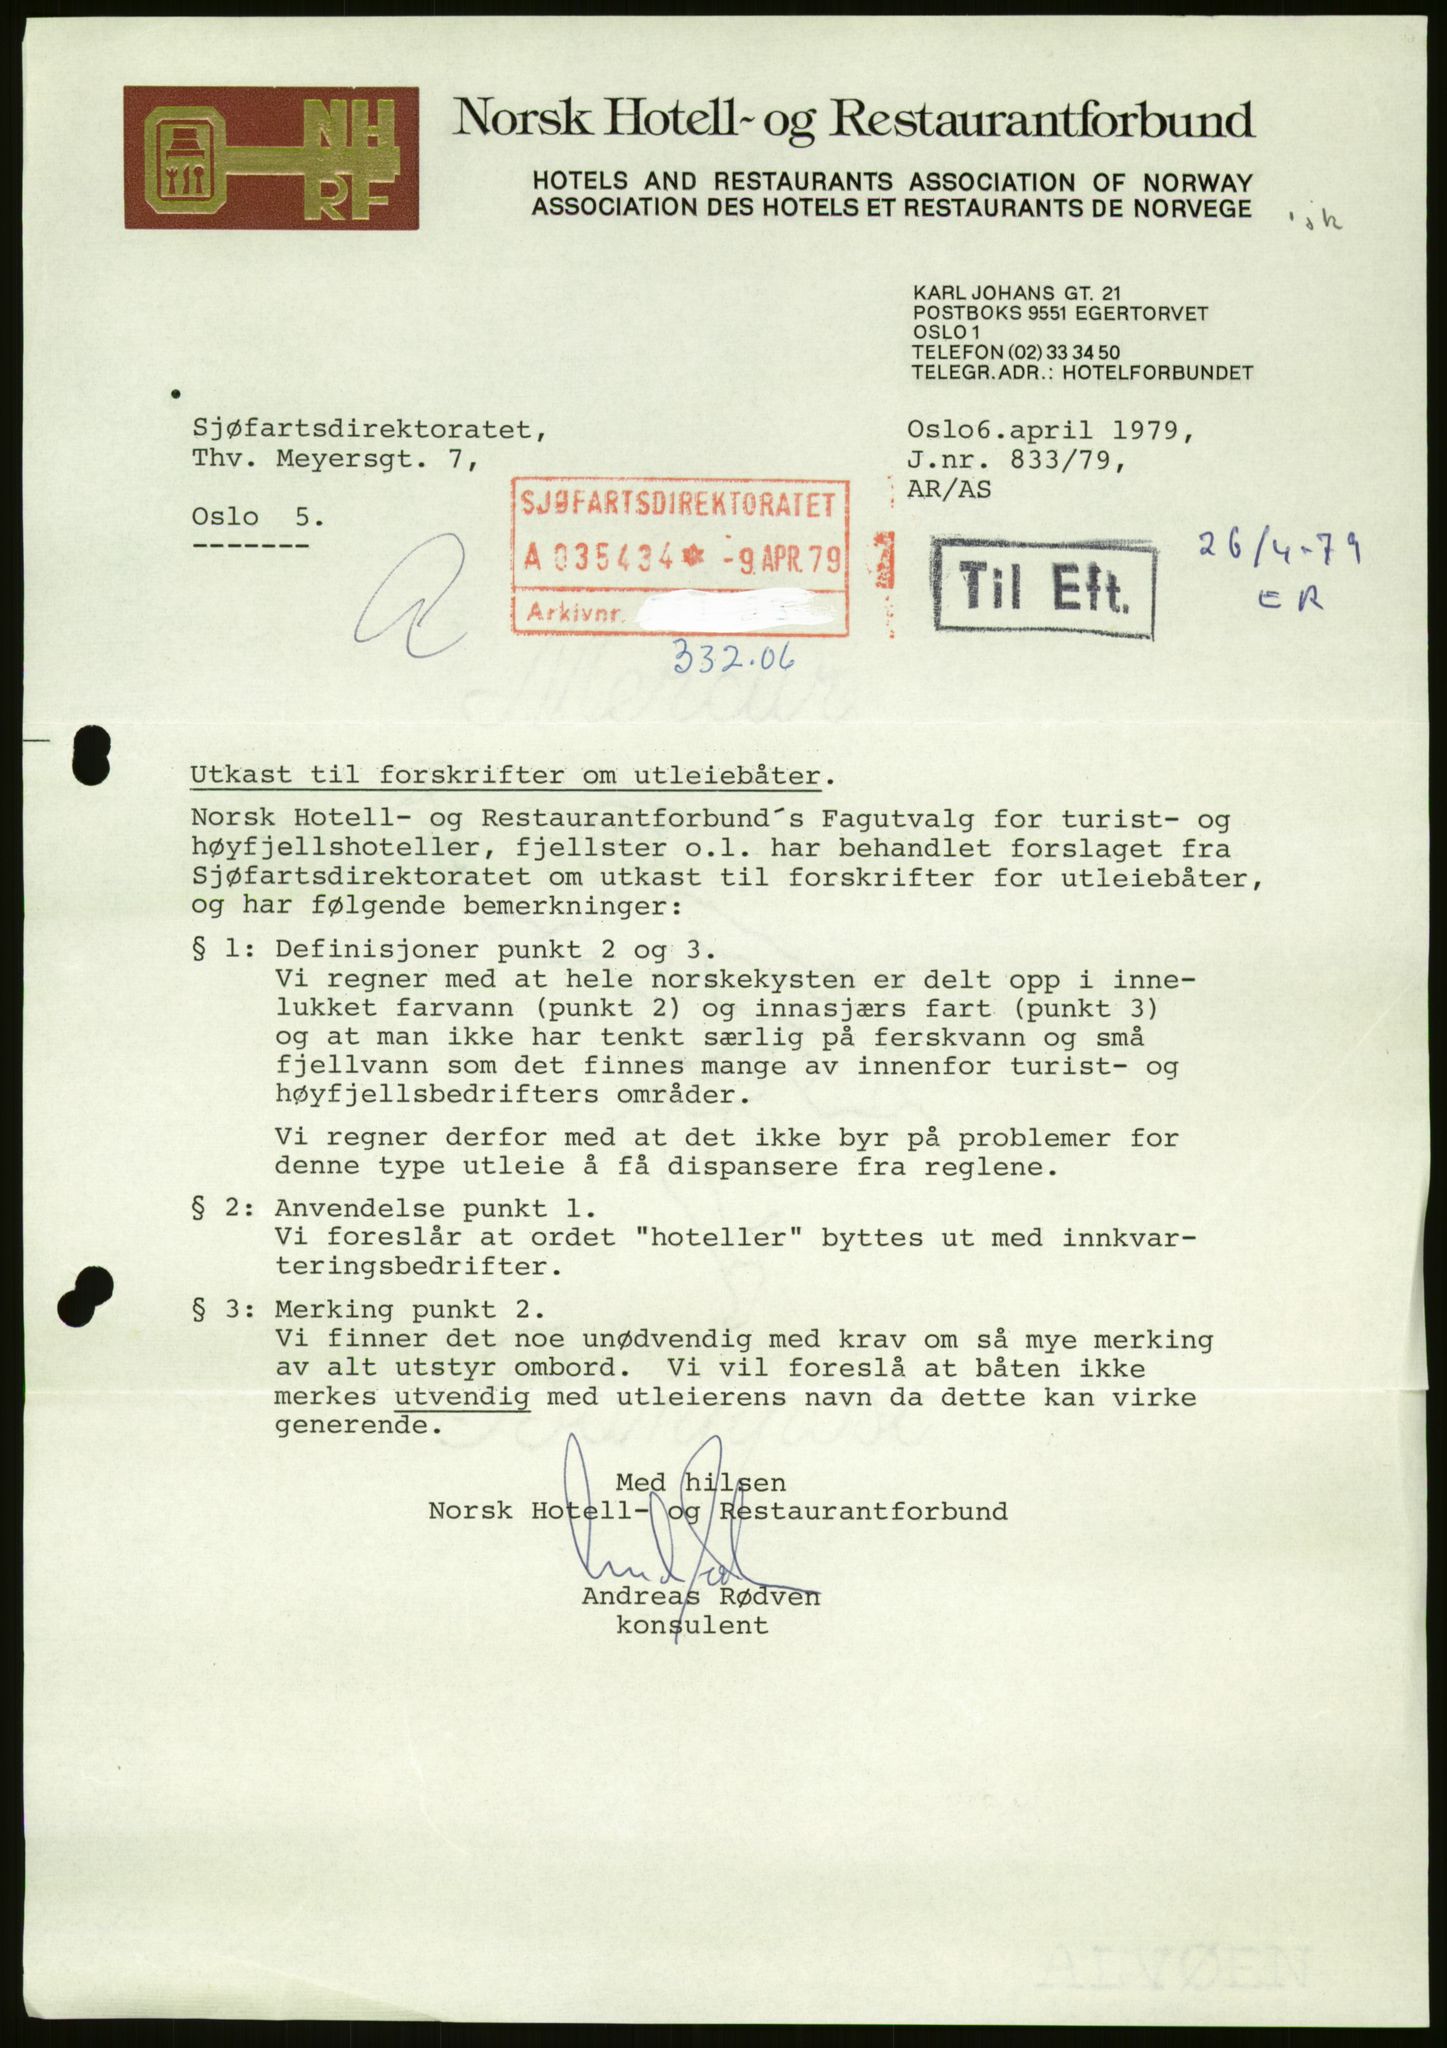 NH
RF
Norsk Hotell- og Restaurantforbund
HOTELS AND RESTAURANTS ASSOCIATION OF NORWAY
ASSOCIATION DES HOTELS ET RESTAURANTS DE NORVEGE
KARL JOHANS GT. 21
POSTBOKS 9551 EGERTORVET
OSLO 1
TELEFON (02) 33 34 50
TELEGR.ADR.: HOTELFORBUNDET
Sjøfartsdirektoratet,
Thv. Meyersgt. 7,
Oslo 5.
-------
Oslo6.april 1979,
J.nr. 833/79,
AR/AS
SJØFARTSDIREKTORATET
A 035434 * -9.APR.79
Arkivnr.
332.06
Til Eft.
26/4-79
ER
Utkast til forskrifter om utleiebåter.
Norsk Hotell- og Restaurantforbund´s Fagutvalg for turist- og
høyfjellshoteller, fjellster o.l. har behandlet forslaget fra
Sjøfartsdirektoratet om utkast til forskrifter for utleiebåter,
og har følgende bemerkninger:
§ 1: Definisjoner punkt 2 og 3.
Vi regner med at hele norskekysten er delt opp i inne-
lukket farvann (punkt 2) og innasjærs fart (punkt 3)
og at man ikke har tenkt særlig på ferskvann og små
fjellvann som det finnes mange av innenfor turist- og
høyfjellsbedrifters områder.
Vi regner derfor med at det ikke byr på problemer for
denne type utleie å få dispansere fra reglene.
§ 2: Anvendelse punkt 1.
Vi foreslår at ordet "hoteller" byttes ut med innkvar-
teringsbedrifter.
§ 3: Merking punkt 2.
Vi finner det noe unødvendig med krav om så mye merking
av alt utstyr ombord. Vi vil foreslå at båten ikke
merkes utvendig med utleierens navn da dette kan virke
generende.
Med hilsen
Norsk Hotell- og Restaurantforbund
Andreas Rødven
konsulent
ALVØEN